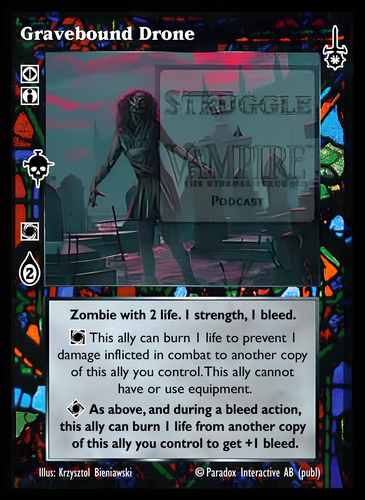 Gravebound Drone
STRUGGLE
A
VAMPIRE
PODCAST
2
Zombie with 2 life. 1 strength, 1 bleed.
This ally can burn 1 life to prevent 1
damage inflicted in combat to another copy
of this ally you control.This ally cannot
have or use equipment.
As above, and during a bleed action,
this ally can burn 1 life from another copy
of this ally you control to get +1 bleed.
Illus: Krzysztof Bieniawski
© Paradox Interactive AB (publ)